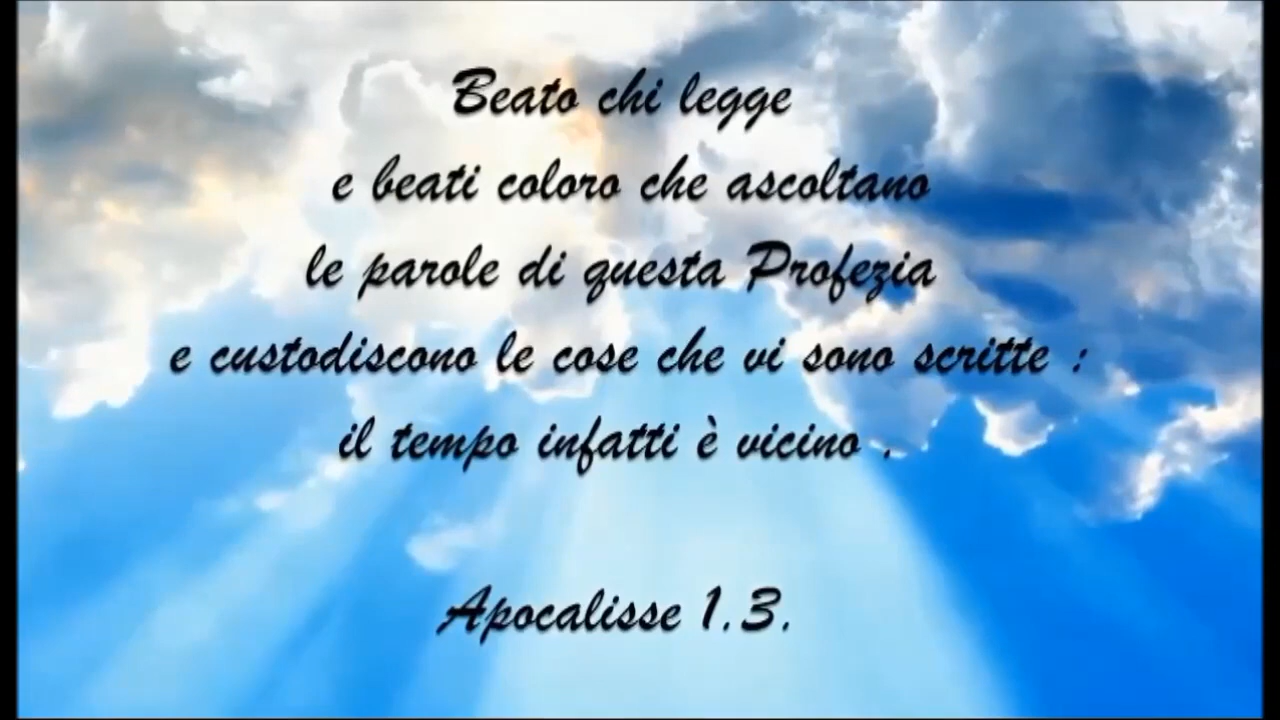 Beato chi legge
e beati coloro che ascoltano
le parole di questa Profezia
e custodiscono le cose che vi sono scritte :
il tempo infatti è vicino .
Apocalisse 1.3.